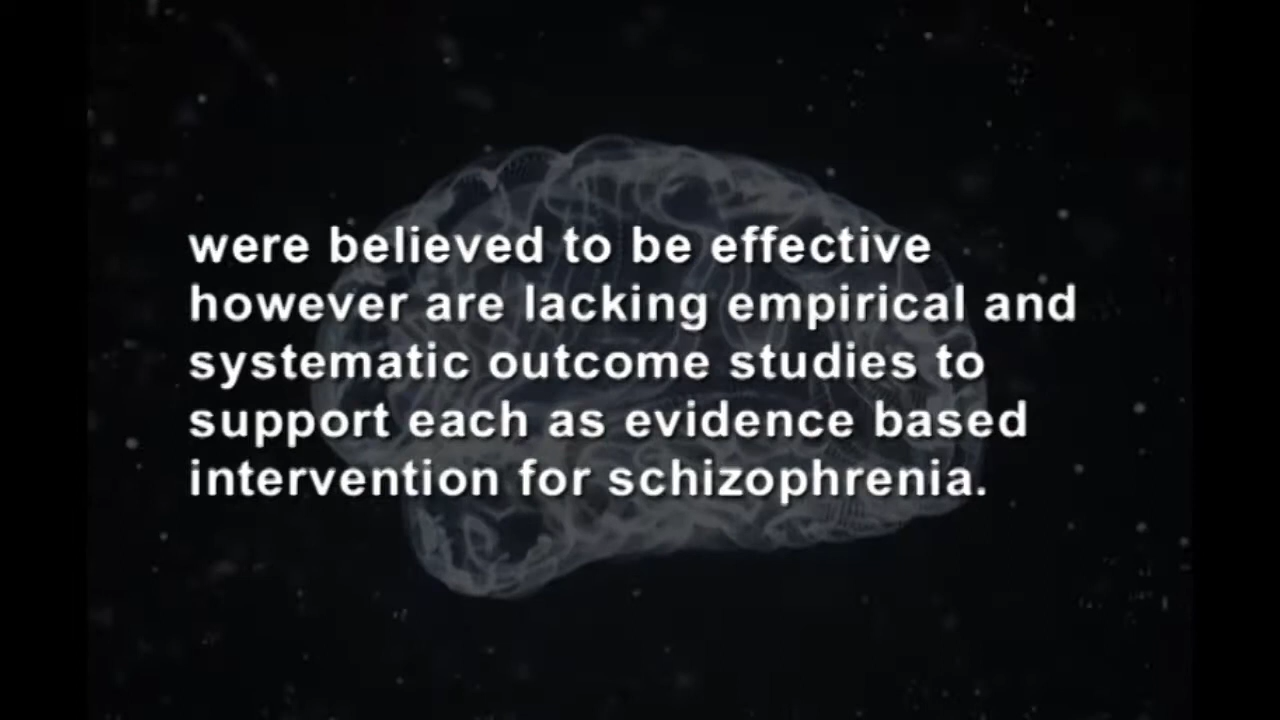 were believed to be effective
however are lacking empirical and
systematic outcome studies to
support each as evidence based
intervention for schizophrenia.